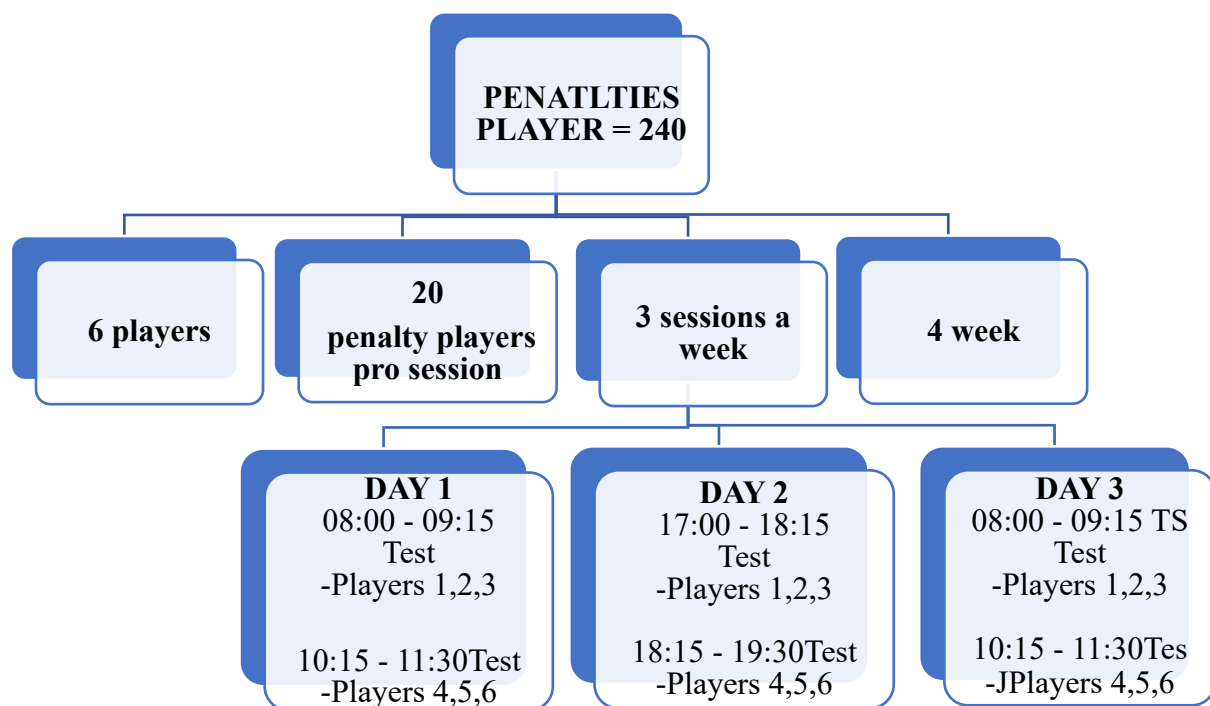 PENATLTIES
PLAYER = 240
6 players
20
penalty players
pro session
3 sessions a
week
4 week
DAY 1
08:00 - 09:15
Test
-Players 1,2,3
10:15 - 11:30Test
-Players 4,5,6
DAY 2
17:00 - 18:15
Test
-Players 1,2,3
18:15 - 19:30Test
-Players 4,5,6
DAY 3
08:00 - 09:15 TS
Test
-Players 1,2,3
10:15 - 11:30Tes
-JPlayers 4,5,6